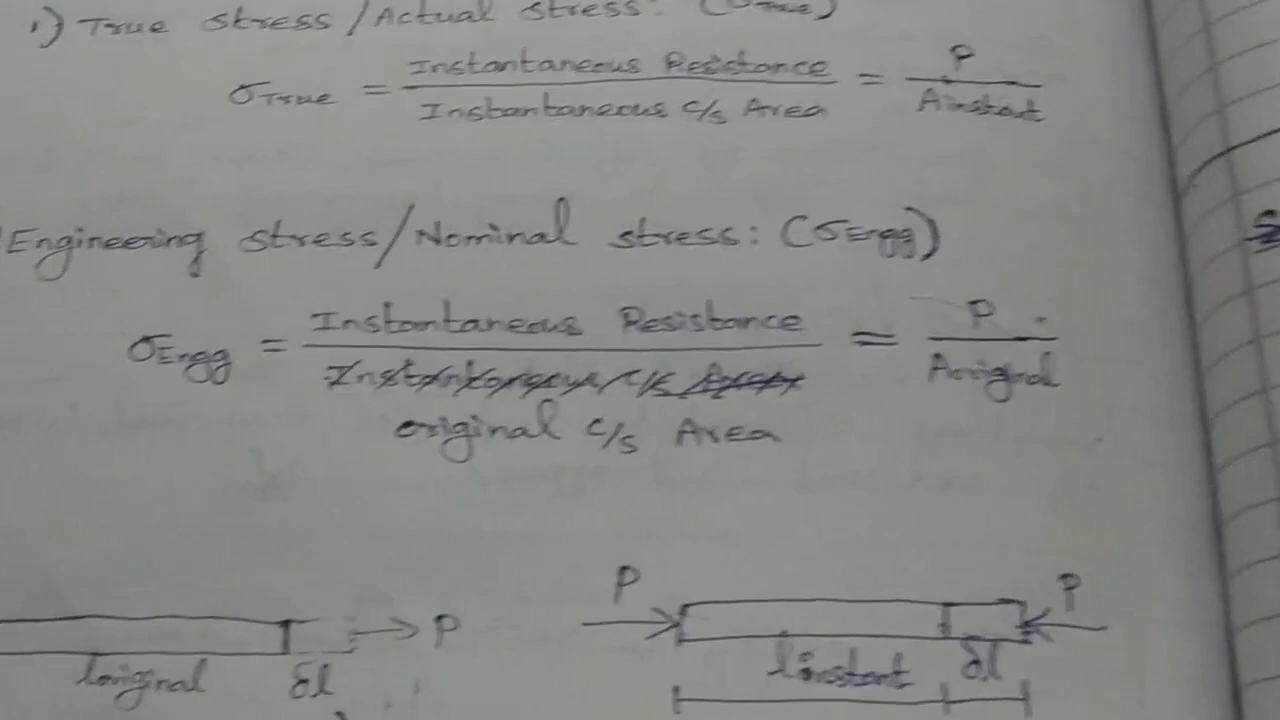 1) True stress/Actual stress: (σTrue)
Instantaneous Resistance P
σTrue = =
Instantaneous c/s Area Ainstant
Engineering stress/Nominal stress: (σEngg)
Instantaneous Resistance P
σEngg = =
Aoriginal
original c/s Area
P P
P
loriginal δl
linstant δl